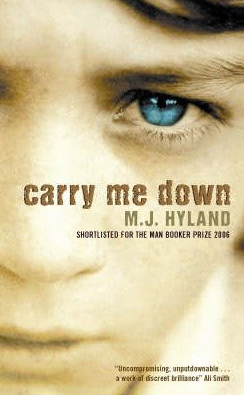 carry me down
M.J. HYLAND
SHORTLISTED FOR THE MAN BOOKER PRIZE 2006
"Uncompromising, unputdownable . . .
a work of discreet brilliance" Ali Smith